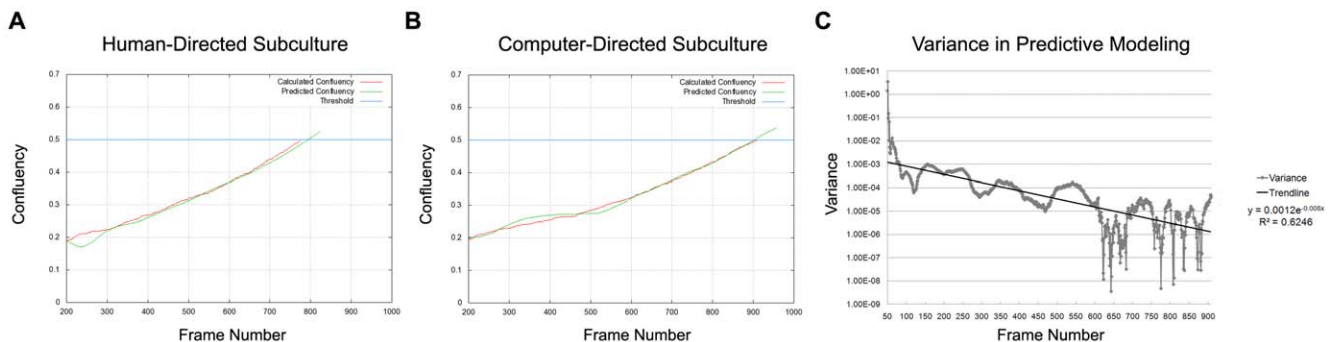 A
Human-Directed Subculture
0.7
0.6
0.5
0.4
0.3
0.2
0.1
0
Confluency
Calculated Confluency
Predicted Confluency
Threshold
200 300 400 500 600 700 800 900 1000
Frame Number
B
Computer-Directed Subculture
0.7
0.6
0.5
0.4
0.3
0.2
0.1
0
Confluency
Calculated Confluency
Predicted Confluency
Threshold
200 300 400 500 600 700 800 900 1000
Frame Number
C
Variance in Predictive Modeling
1.00E+01
1.00E+00
1.00E-01
1.00E-02
1.00E-03
1.00E-04
1.00E-05
1.00E-06
1.00E-07
1.00E-08
1.00E-09
Variance
50 100 150 200 250 300 350 400 450 500 550 600 650 700 750 800 850 900
Frame Number
Variance
Trendline
y = 0.0012e^-0.008x
R² = 0.6246